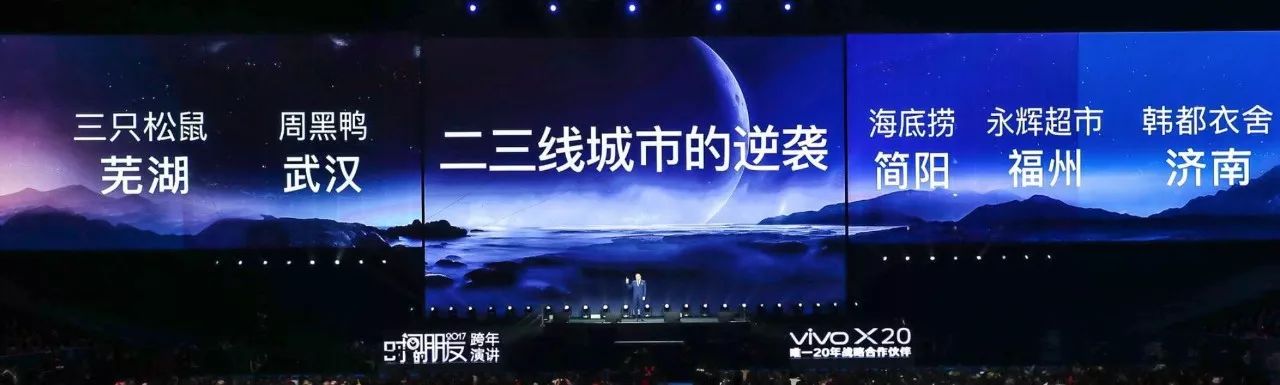 三只松鼠
芜湖
周黑鸭
武汉
二三线城市的逆袭
海底捞
简阳
永辉超市
福州
韩都衣舍
济南
时间的朋友 2017 跨年演讲
vivo X20
唯一20年战略合作伙伴